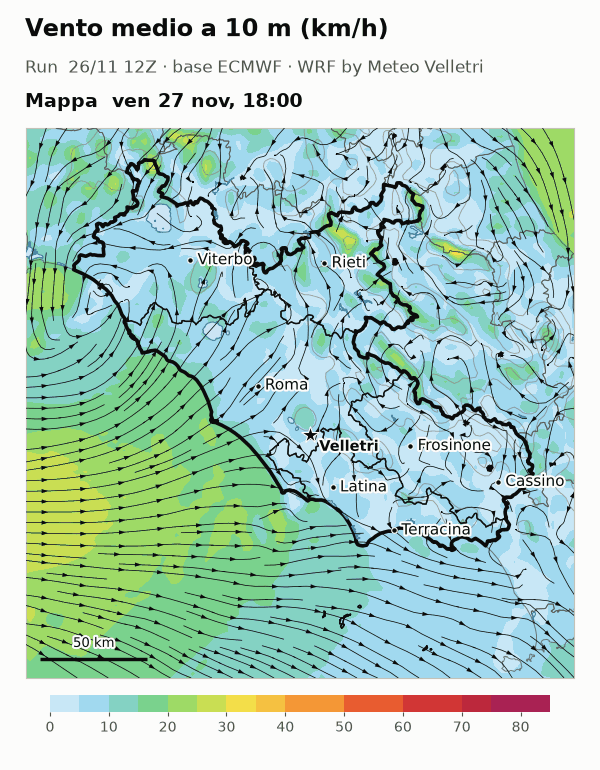 Vento medio a 10 m (km/h)
Run 26/11 12Z · base ECMWF · WRF by Meteo Velletri
Mappa ven 27 nov, 18:00
Viterbo
Rieti
Roma
Velletri
Frosinone
Cassino
Latina
Terracina
50 km
0 10 20 30 40 50 60 70 80